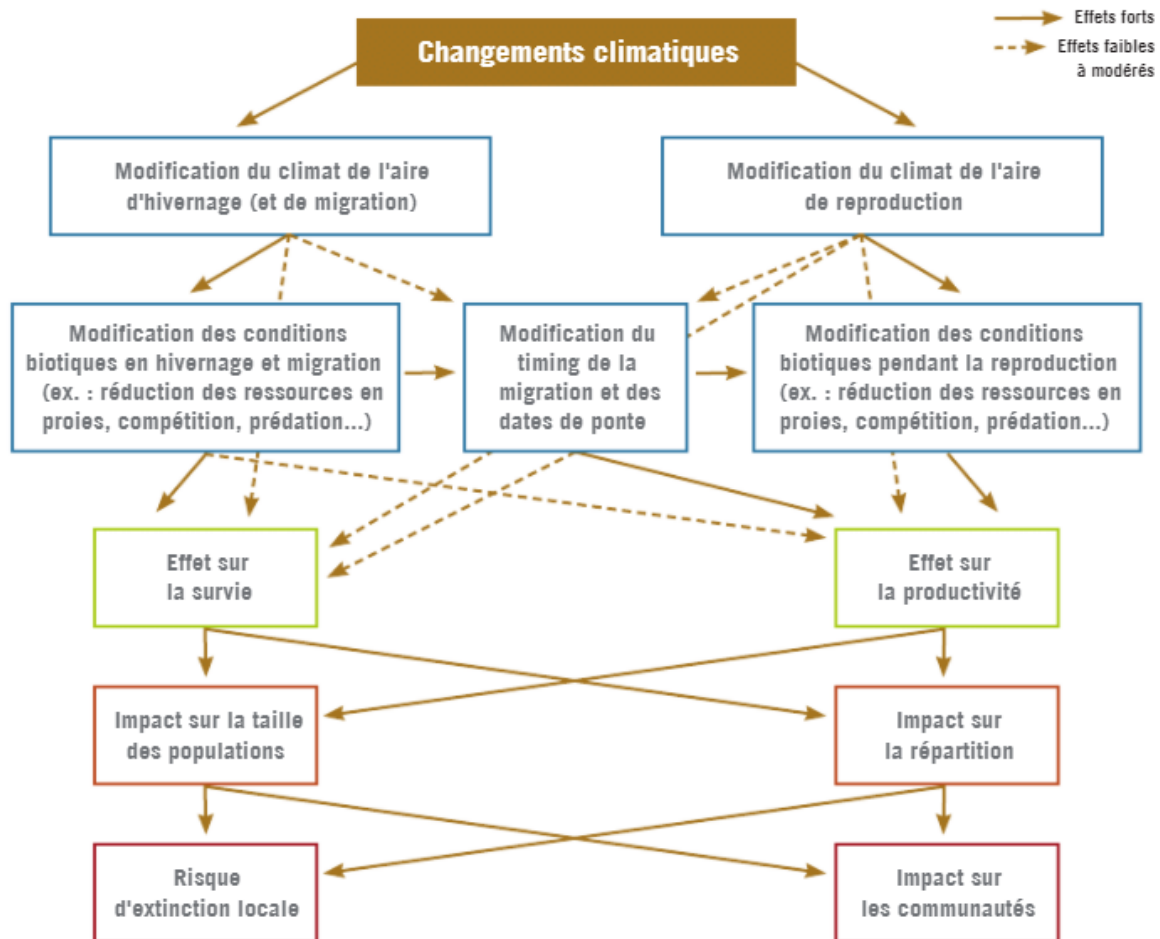 Effets forts
Effets faibles
à modérés
Changements climatiques
Modification du climat de l'aire
d'hivernage (et de migration)
Modification du climat de l'aire
de reproduction
Modification des conditions
biotiques en hivernage et migration
(ex. : réduction des ressources en
proies, compétition, prédation...)
Modification du
timing de la
migration et des
dates de ponte
Modification des conditions
biotiques pendant la reproduction
(ex. : réduction des ressources en
proies, compétition, prédation...)
Effet sur
la survie
Effet sur
la productivité
Impact sur la taille
des populations
Impact sur
la répartition
Risque
d'extinction locale
Impact sur
les communautés